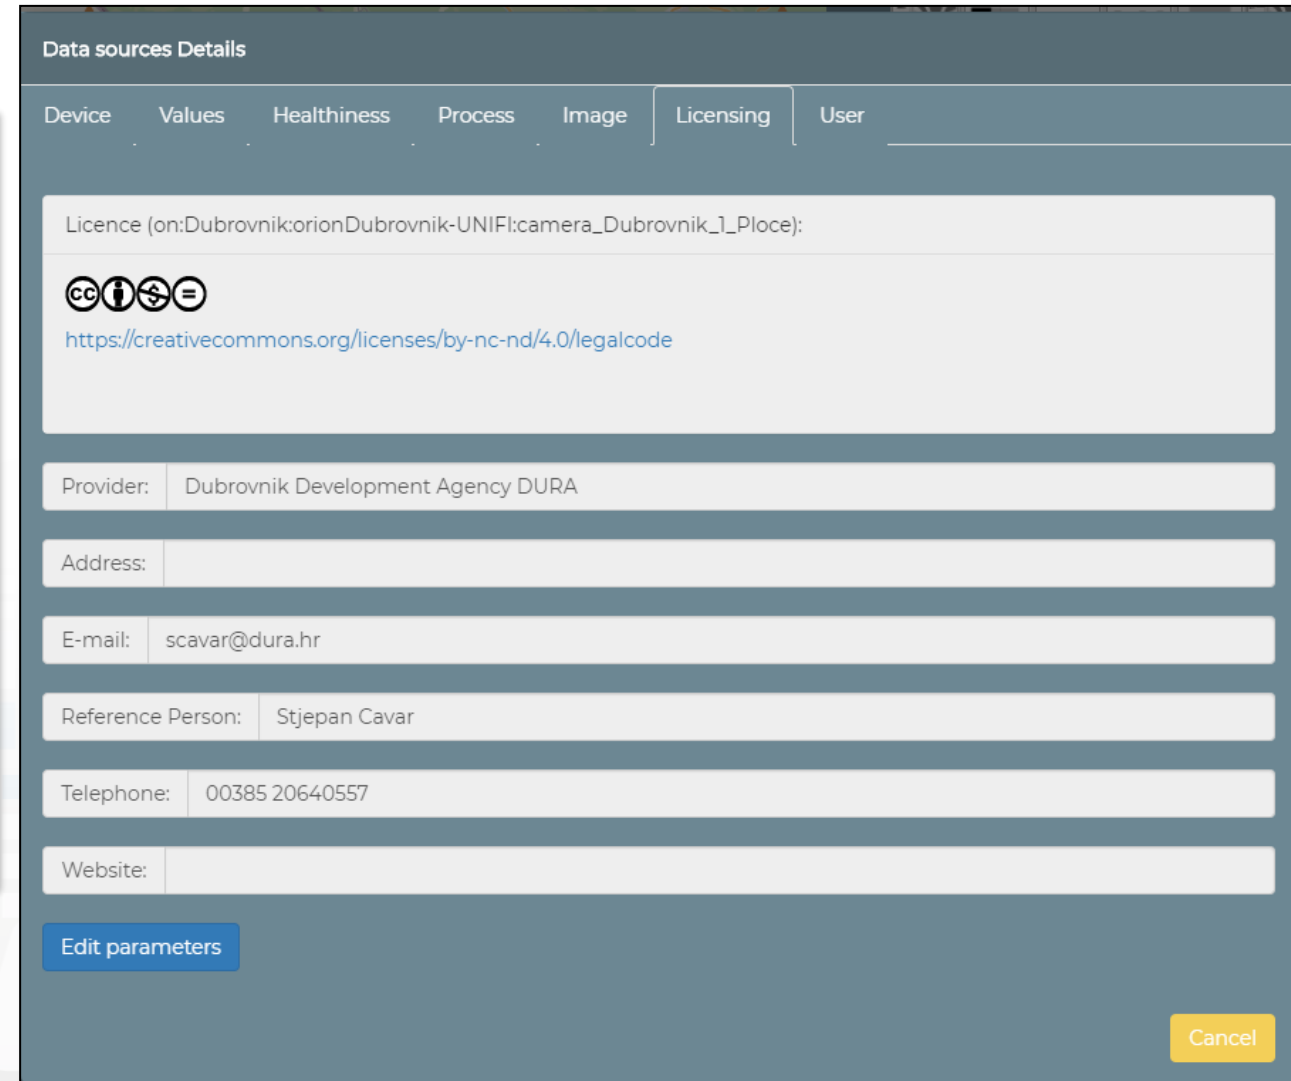 Data sources Details
Device Values Healthiness Process Image Licensing User
Licence (on:Dubrovnik:orionDubrovnik-UNIFI:camera_Dubrovnik_1_Ploce):
https://creativecommons.org/licenses/by-nc-nd/4.0/legalcode
Provider: Dubrovnik Development Agency DURA
Address:
E-mail: scavar@dura.hr
Reference Person: Stjepan Cavar
Telephone: 00385 20640557
Website:
Edit parameters
Cancel